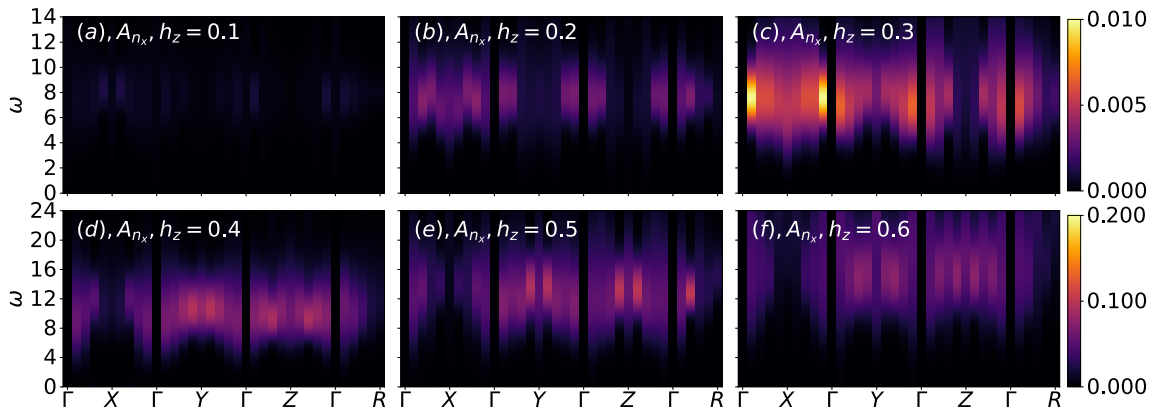 14
12
10
8
6
4
2
0
ω
(a), A_{n_x}, h_z = 0.1
(b), A_{n_x}, h_z = 0.2
(c), A_{n_x}, h_z = 0.3
0.010
0.005
0.000
24
20
16
12
8
4
0
ω
(d), A_{n_x}, h_z = 0.4
(e), A_{n_x}, h_z = 0.5
(f), A_{n_x}, h_z = 0.6
0.200
0.100
0.000
Γ X Γ Y Γ Z Γ R
Γ X Γ Y Γ Z Γ R
Γ X Γ Y Γ Z Γ R